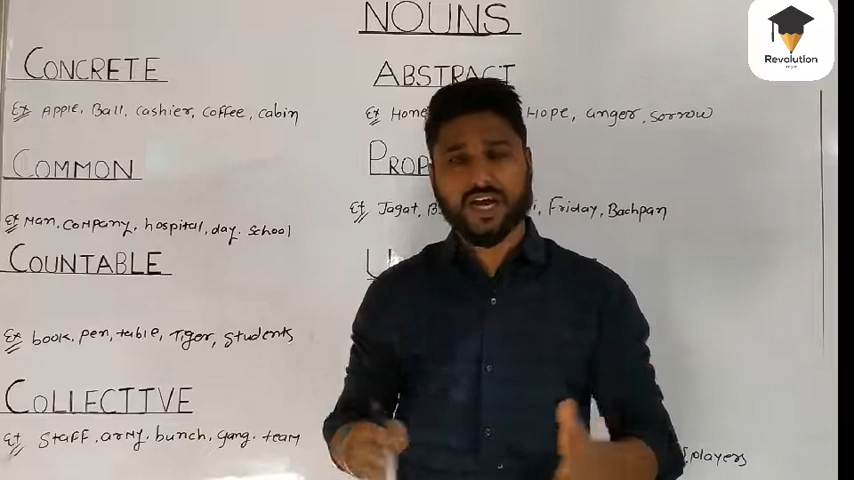 NOUNS
CONCRETE
Ex Apple, Ball, cashier, coffee, cabin
COMMON
Ex Man, company, hospital, day, school
COUNTABLE
Ex book, pen, table, Tiger, students
COLLECTIVE
Ex Staff, army, bunch, gang, team
ABSTRACT
Ex Hope, anger, sorrow
Ex Jagat, Friday, Bachpan
players
Revolution